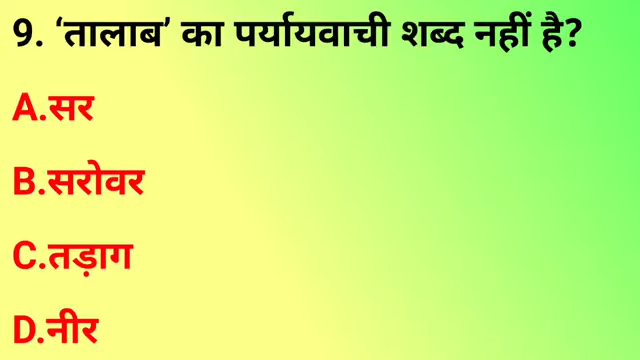 9. ‘तालाब’ का पर्यायवाची शब्द नहीं है?
A.सर
B.सरोवर
C.तड़ाग
D.नीर